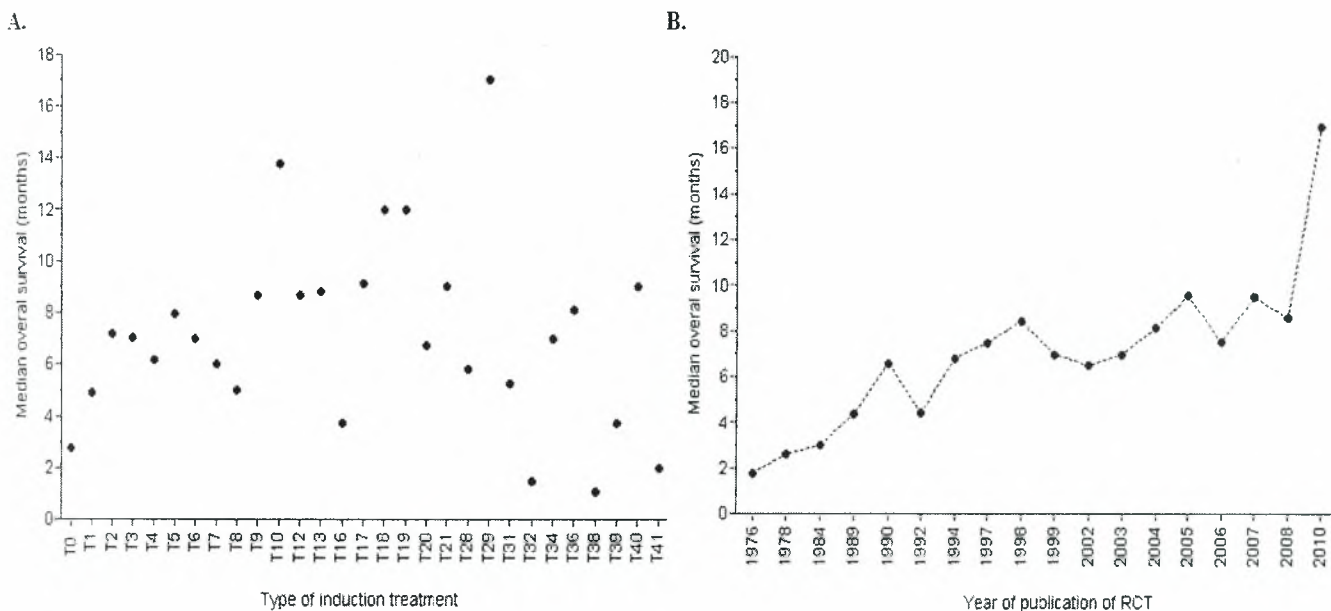 A.
Median overal survival (months)
18
16
14
12
10
8
6
4
2
0
T0 T1 T2 T3 T4 T5 T6 T7 T8 T9 T10 T12 T13 T16 T17 T18 T19 T20 T21 T28 T29 T31 T32 T34 T36 T38 T39 T40 T41
Type of induction treatment
B.
Median overal survival (months)
20
18
16
14
12
10
8
6
4
2
0
1976 1978 1984 1989 1990 1992 1994 1997 1998 1999 2002 2003 2004 2005 2006 2007 2008 2010
Year of publication of RCT